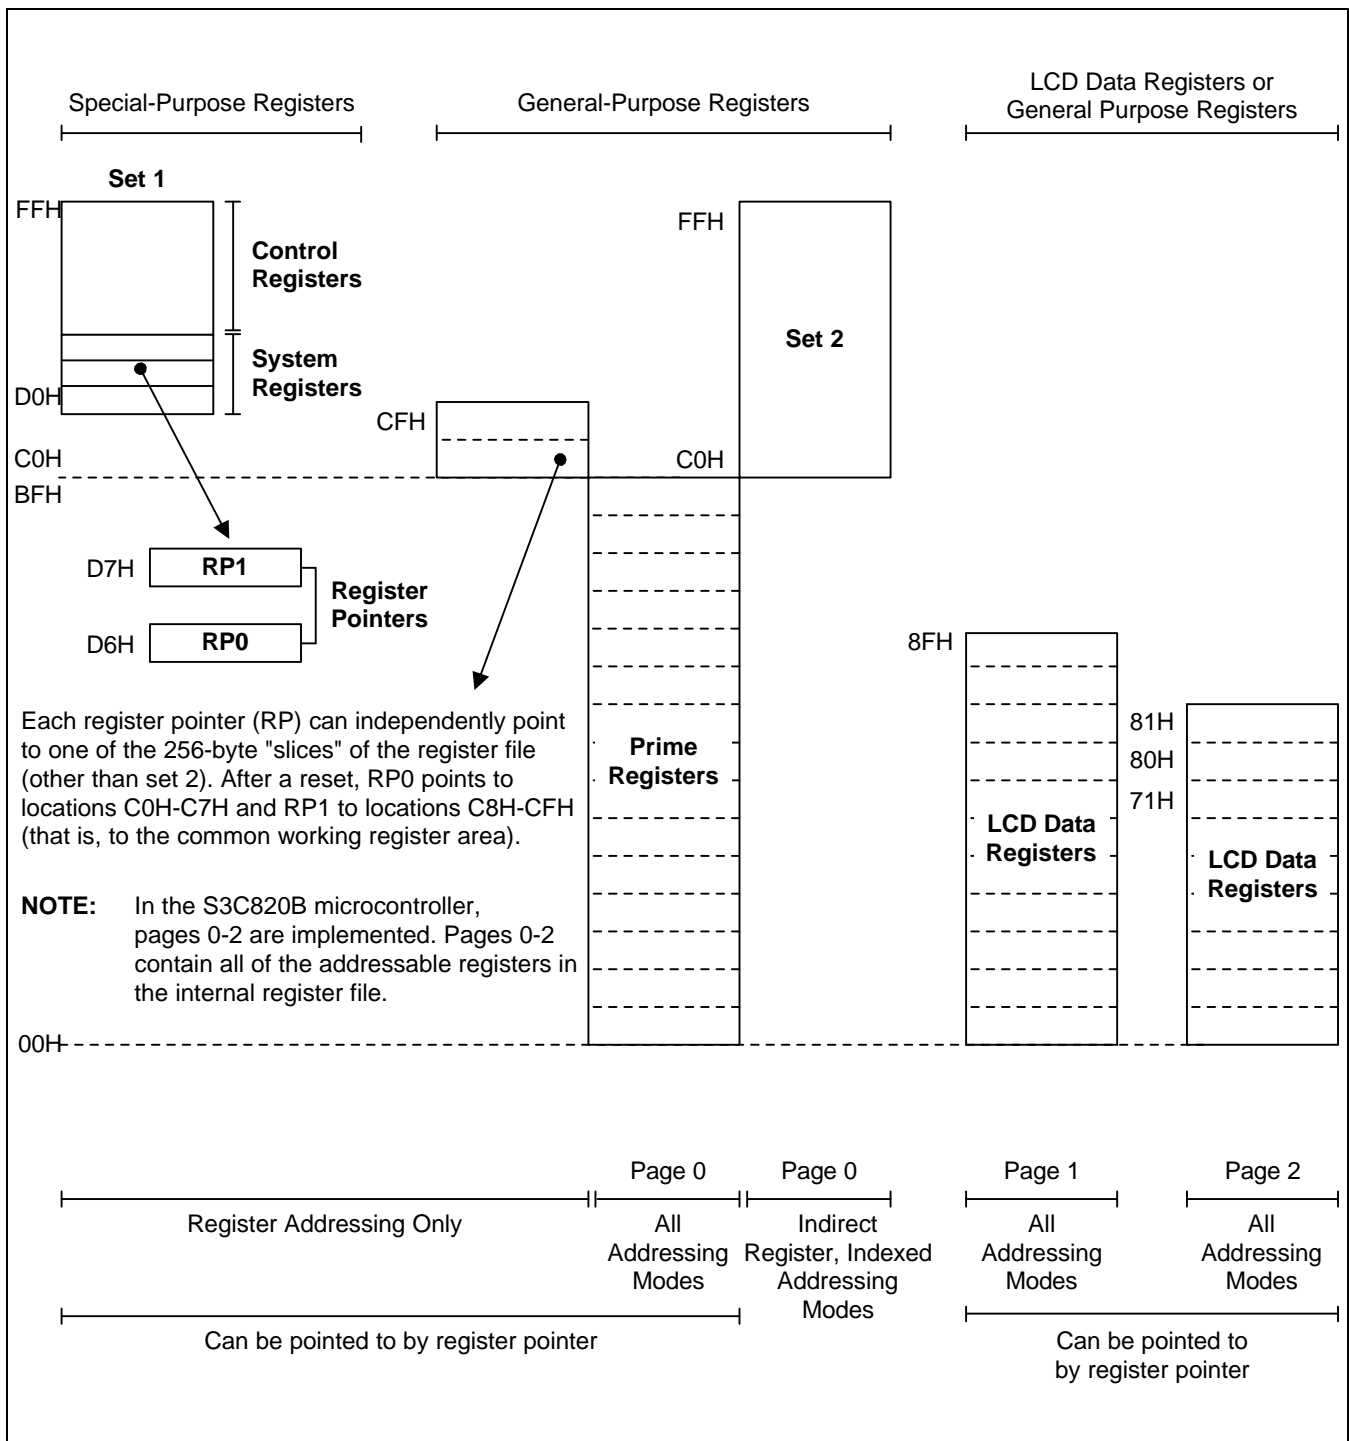 Special-Purpose Registers
General-Purpose Registers
LCD Data Registers or
General Purpose Registers
Set 1
FFH
Control
Registers
System
Registers
D0H
C0H
BFH
CFH
FFH
Set 2
C0H
D7H
RP1
D6H
RP0
Register
Pointers
Each register pointer (RP) can independently point
to one of the 256-byte "slices" of the register file
(other than set 2). After a reset, RP0 points to
locations C0H-C7H and RP1 to locations C8H-CFH
(that is, to the common working register area).
NOTE: In the S3C820B microcontroller,
pages 0-2 are implemented. Pages 0-2
contain all of the addressable registers in
the internal register file.
00H
Prime
Registers
8FH
LCD Data
Registers
81H
80H
71H
LCD Data
Registers
Page 0
Page 0
Page 1
Page 2
Register Addressing Only
All
Addressing
Modes
Indirect
Register, Indexed
Addressing
Modes
All
Addressing
Modes
All
Addressing
Modes
Can be pointed to by register pointer
Can be pointed to
by register pointer